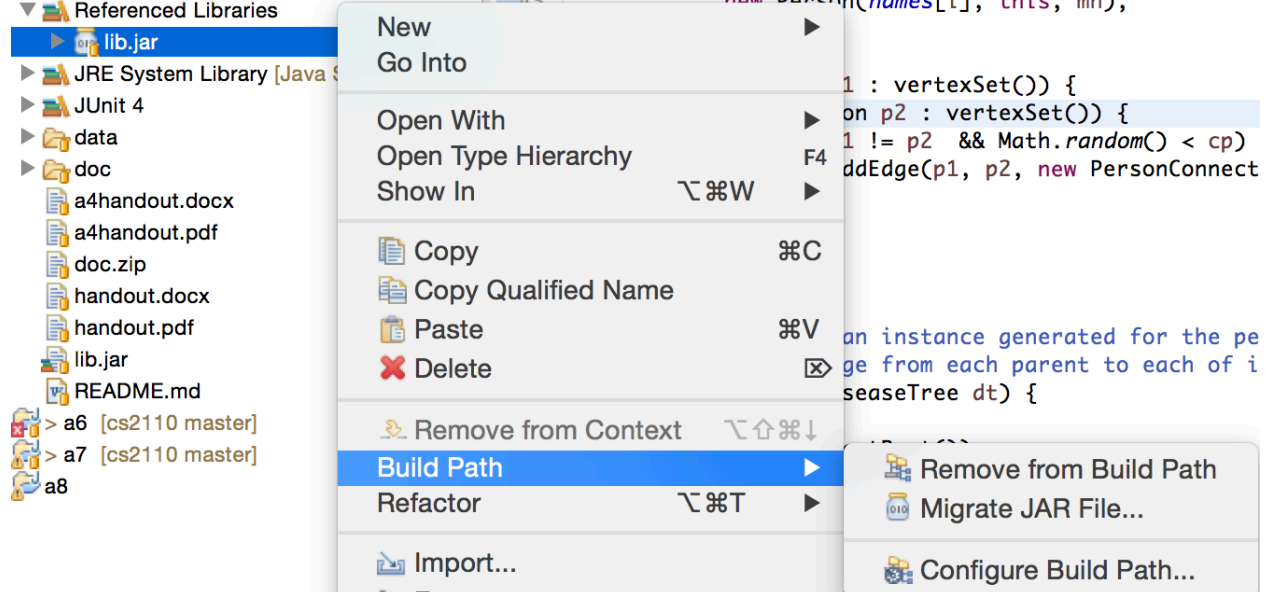 Referenced Libraries
lib.jar
JRE System Library [Java S
JUnit 4
data
doc
a4handout.docx
a4handout.pdf
doc.zip
handout.docx
handout.pdf
lib.jar
README.md
> a6 [cs2110 master]
> a7 [cs2110 master]
a8
New
Go Into
Open With
Open Type Hierarchy F4
Show In ⌥⌘W
Copy ⌘C
Copy Qualified Name
Paste ⌘V
Delete ⌦
Remove from Context ⌥⇧⌘↓
Build Path
Refactor ⌥⌘T
Import...
Remove from Build Path
Migrate JAR File...
Configure Build Path...
new Person(names[i], this, mh);
1 : vertexSet()) {
on p2 : vertexSet()) {
1 != p2 && Math.random() < cp)
ddEdge(p1, p2, new PersonConnect
an instance generated for the pe
ge from each parent to each of i
seaseTree dt) {